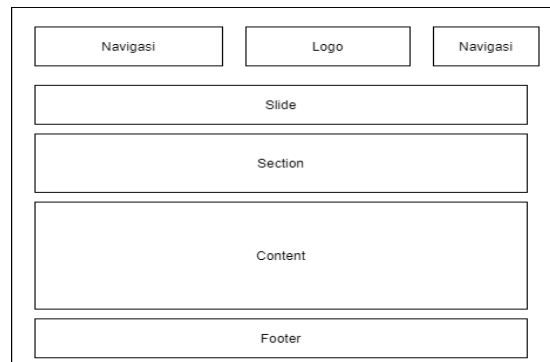 Navigasi
Logo
Navigasi
Slide
Section
Content
Footer